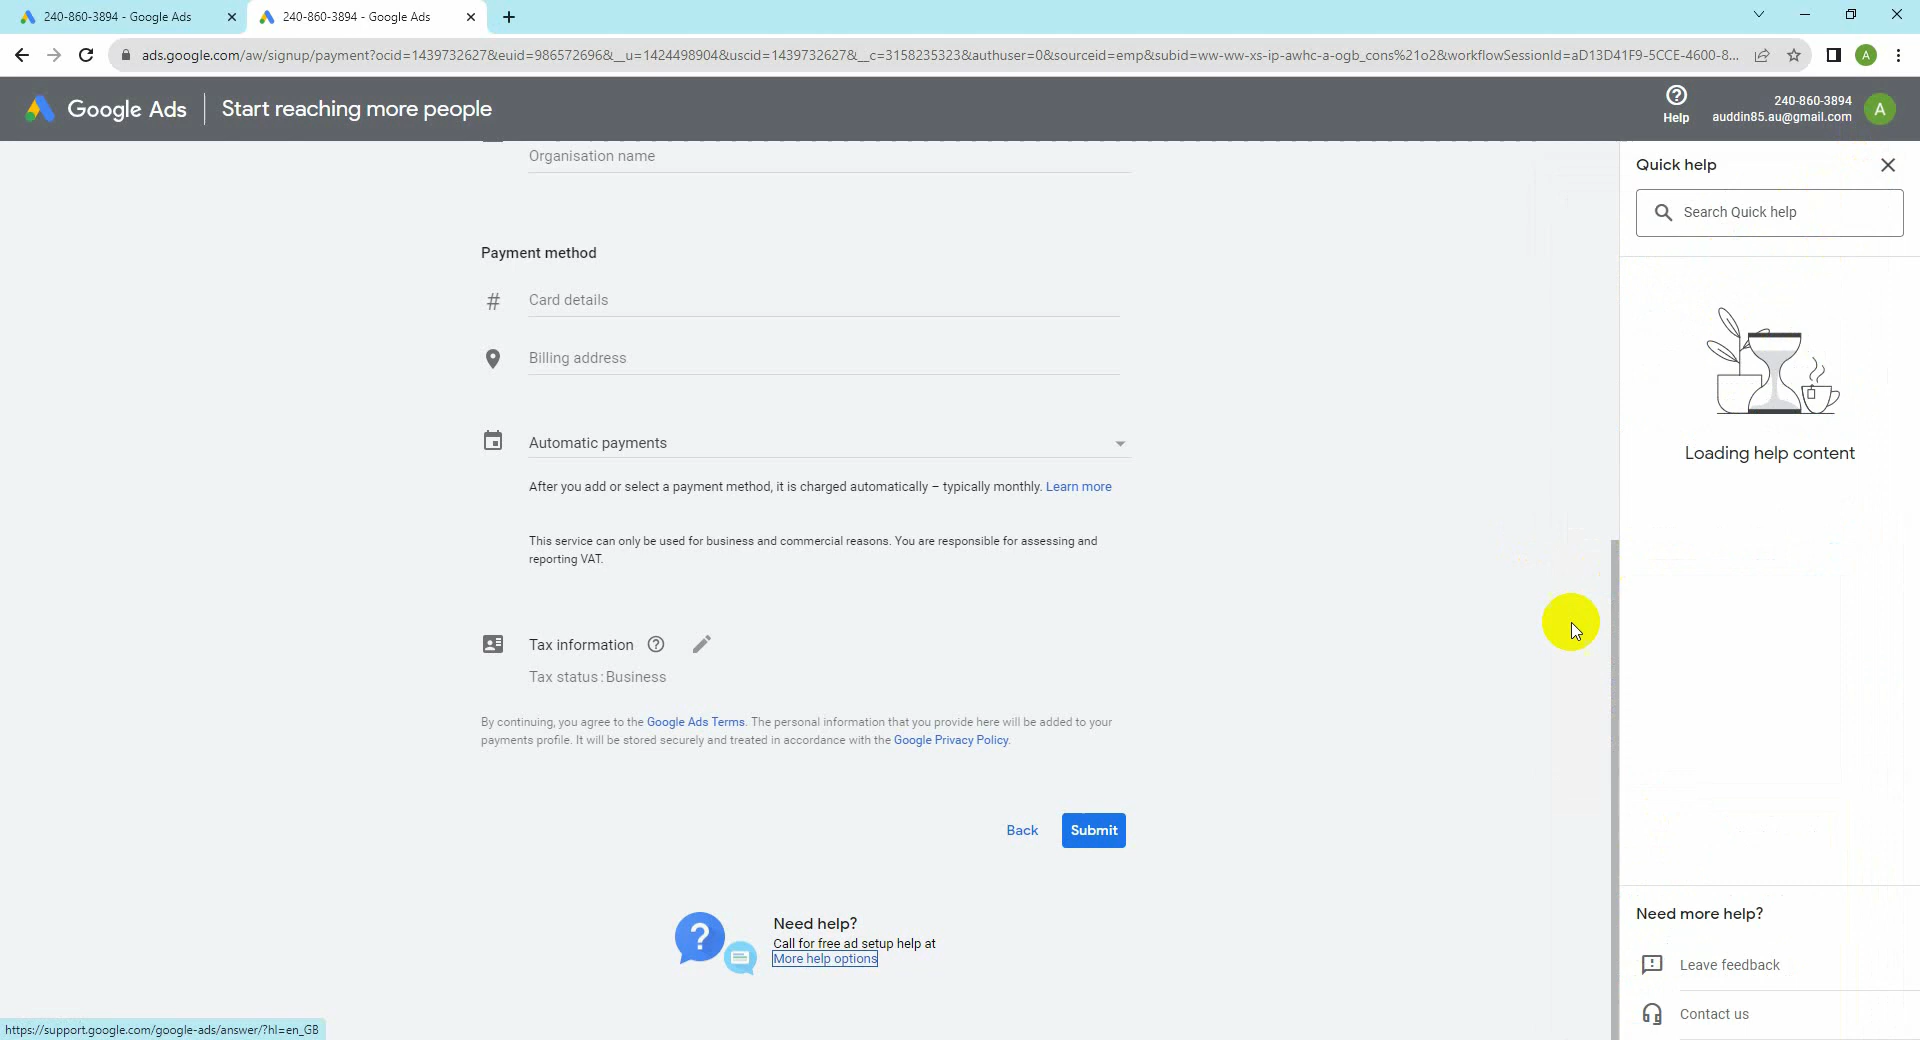 240-860-3894 - Google Ads
240-860-3894 - Google Ads
ads.google.com/aw/signup/payment?ocid=1439732627&euid=986572696&__u=1424498904&uscid=1439732627&__c=3158235323&authuser=0&sourceid=emp&subid=ww-ww-xs-ip-awhc-a-ogb_cons%21o2&workflowSessionId=aD13D41F9-5CCE-4600-8...
A
Google Ads
Start reaching more people
Help
240-860-3894
auddin85.au@gmail.com
A
Organisation name
Payment method
# Card details
Billing address
Automatic payments
After you add or select a payment method, it is charged automatically – typically monthly. Learn more
This service can only be used for business and commercial reasons. You are responsible for assessing and
reporting VAT.
Tax information
Tax status: Business
By continuing, you agree to the Google Ads Terms. The personal information that you provide here will be added to your
payments profile. It will be stored securely and treated in accordance with the Google Privacy Policy.
Back
Submit
Need help?
Call for free ad setup help at
More help options
Quick help
Search Quick help
Loading help content
Need more help?
Leave feedback
Contact us
https://support.google.com/google-ads/answer/?hl=en_GB